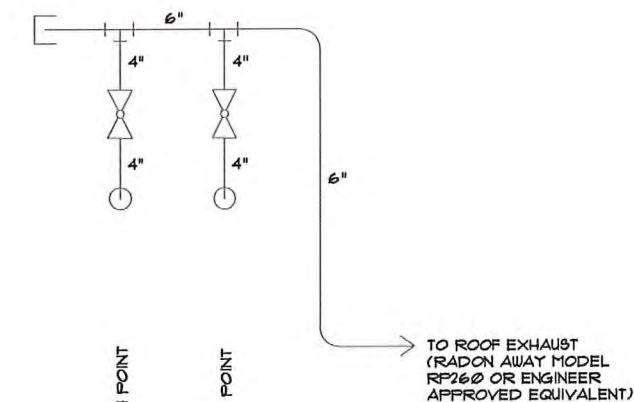 6"
4"
4"
4"
4"
6"
TO ROOF EXHAUST
(RADON AWAY MODEL
RP260 OR ENGINEER
APPROVED EQUIVALENT)
POINT
POINT